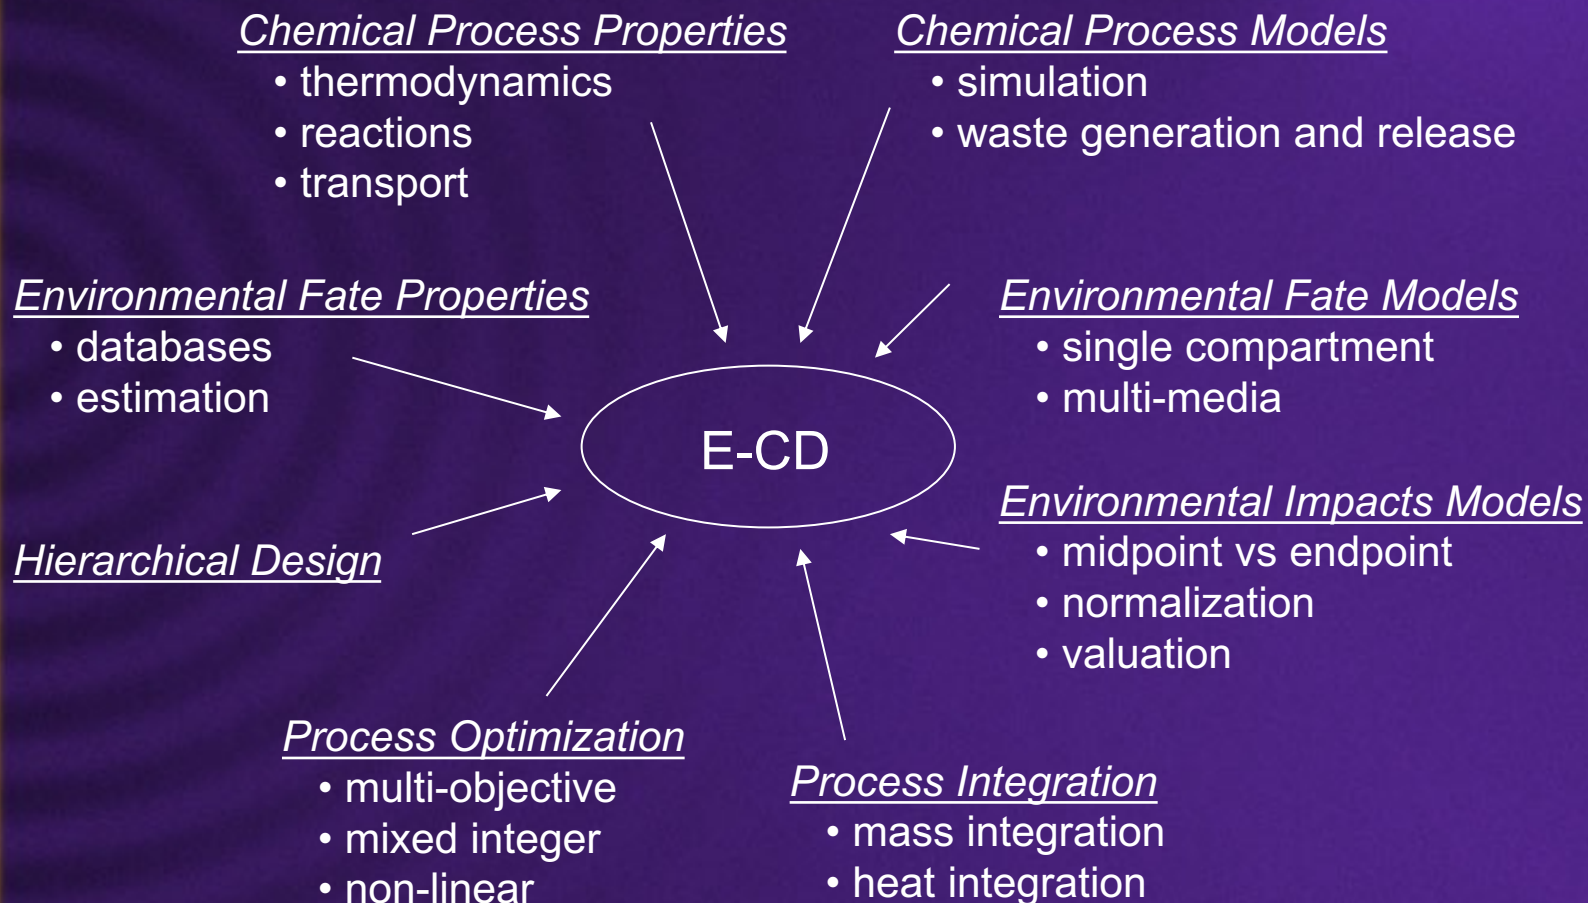 Chemical Process Properties
• thermodynamics
• reactions
• transport
Chemical Process Models
• simulation
• waste generation and release
Environmental Fate Properties
• databases
• estimation
Environmental Fate Models
• single compartment
• multi-media
E-CD
Hierarchical Design
Environmental Impacts Models
• midpoint vs endpoint
• normalization
• valuation
Process Optimization
• multi-objective
• mixed integer
• non-linear
Process Integration
• mass integration
• heat integration